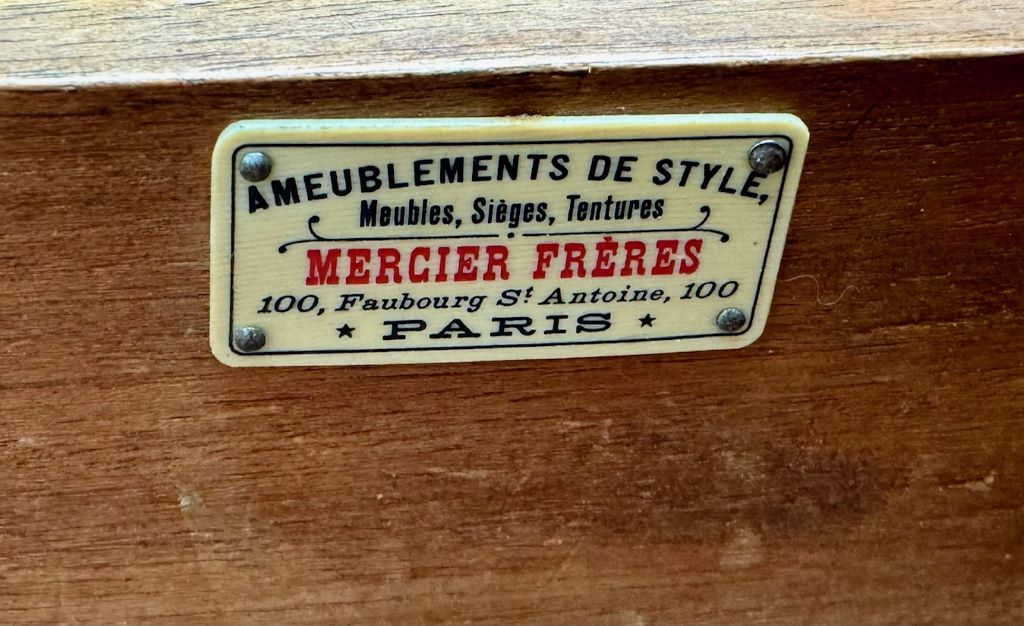 AMEUBLEMENTS DE STYLE,
Meubles, Sièges, Tentures
MERCIER FRÈRES
100, Faubourg St Antoine, 100
★ PARIS ★